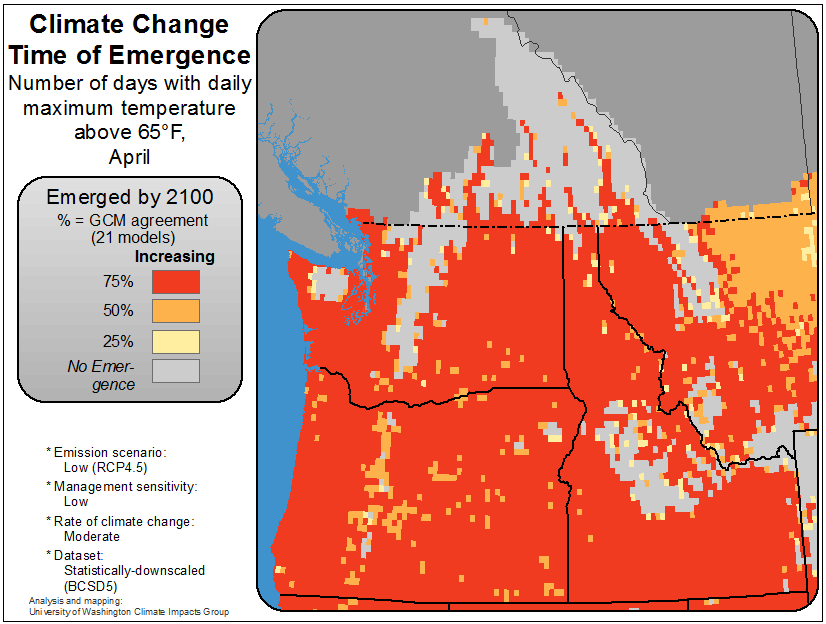 Climate Change
Time of Emergence
Number of days with daily
maximum temperature
above 65°F,
April
Emerged by 2100
% = GCM agreement
(21 models)
Increasing
75%
50%
25%
No Emer-
gence
* Emission scenario:
Low (RCP4.5)
* Management sensitivity:
Low
* Rate of climate change:
Moderate
* Dataset:
Statistically-downscaled
(BCSD5)
Analysis and mapping:
University of Washington Climate Impacts Group